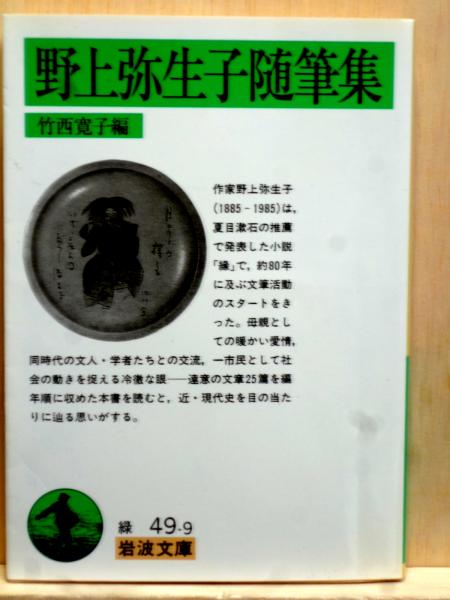 野上弥生子随筆集
竹西寛子編
作家野上弥生子
(1885-1985)は,
夏目漱石の推薦
で発表した小説
「縁」で,約80年
に及ぶ文筆活動
のスタートをき
った。母親とし
ての暖かい愛情,
同時代の文人・学者たちとの交流,一市民として社
会の動きを捉える冷徹な眼――達意の文章25篇を編
年順に収めた本書を読むと,近・現代史を目の当た
りに辿る思いがする。
緑 49-9
岩波文庫